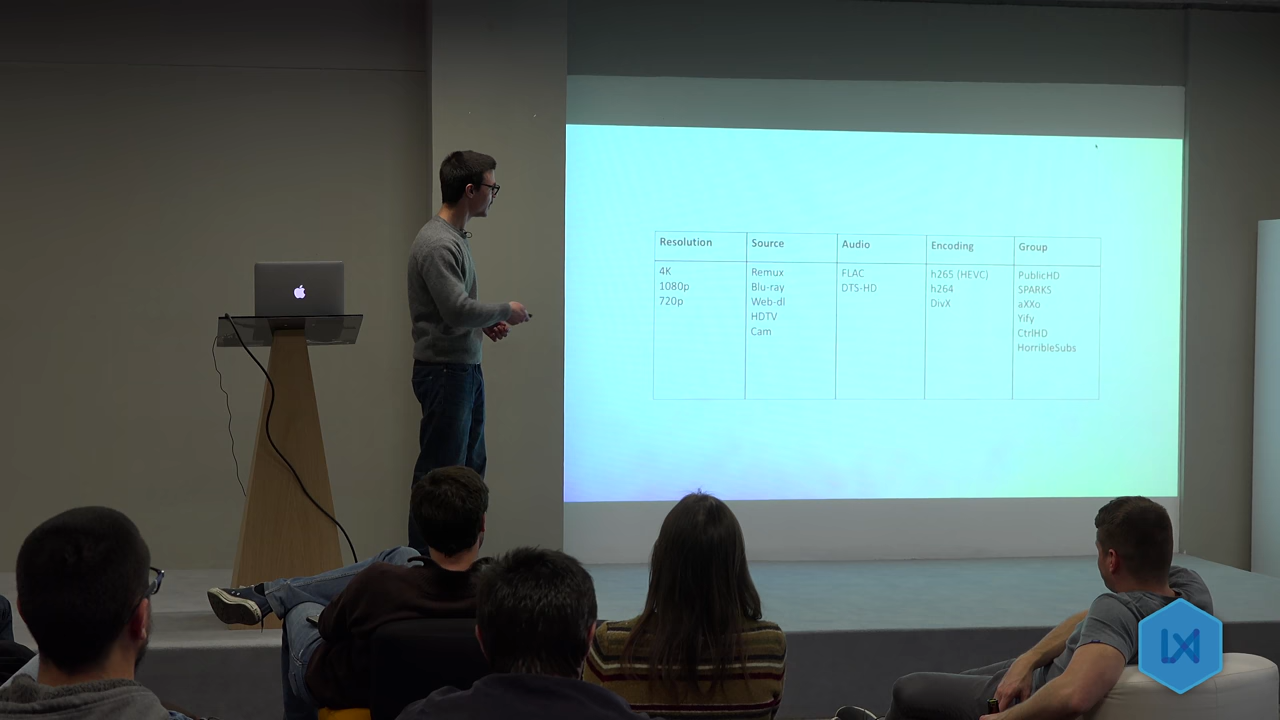 Resolution Source Audio Encoding Group
4K Remux FLAC h265 (HEVC) PublicHD
1080p Blu-ray DTS-HD h264 SPARKS
720p Web-dl DivX aXXo
HDTV Yify
Cam CtrlHD
HorribleSubs
LX